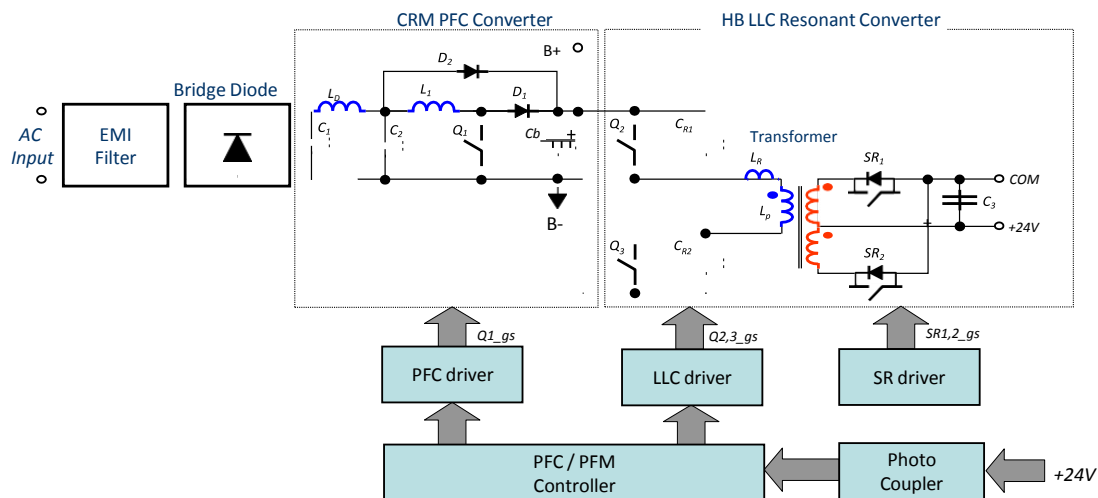 CRM PFC Converter
HB LLC Resonant Converter
B+
D2
Bridge Diode
LD
L1
D1
AC
Input
EMI
Filter
C1
C2
Q1
Cb
+
Q2
CR1
Transformer
LR
SR1
COM
Lp
C3
+
+24V
B-
Q3
CR2
SR2
Q1_gs
Q2,3_gs
SR1,2_gs
PFC driver
LLC driver
SR driver
PFC / PFM
Controller
Photo
Coupler
+24V